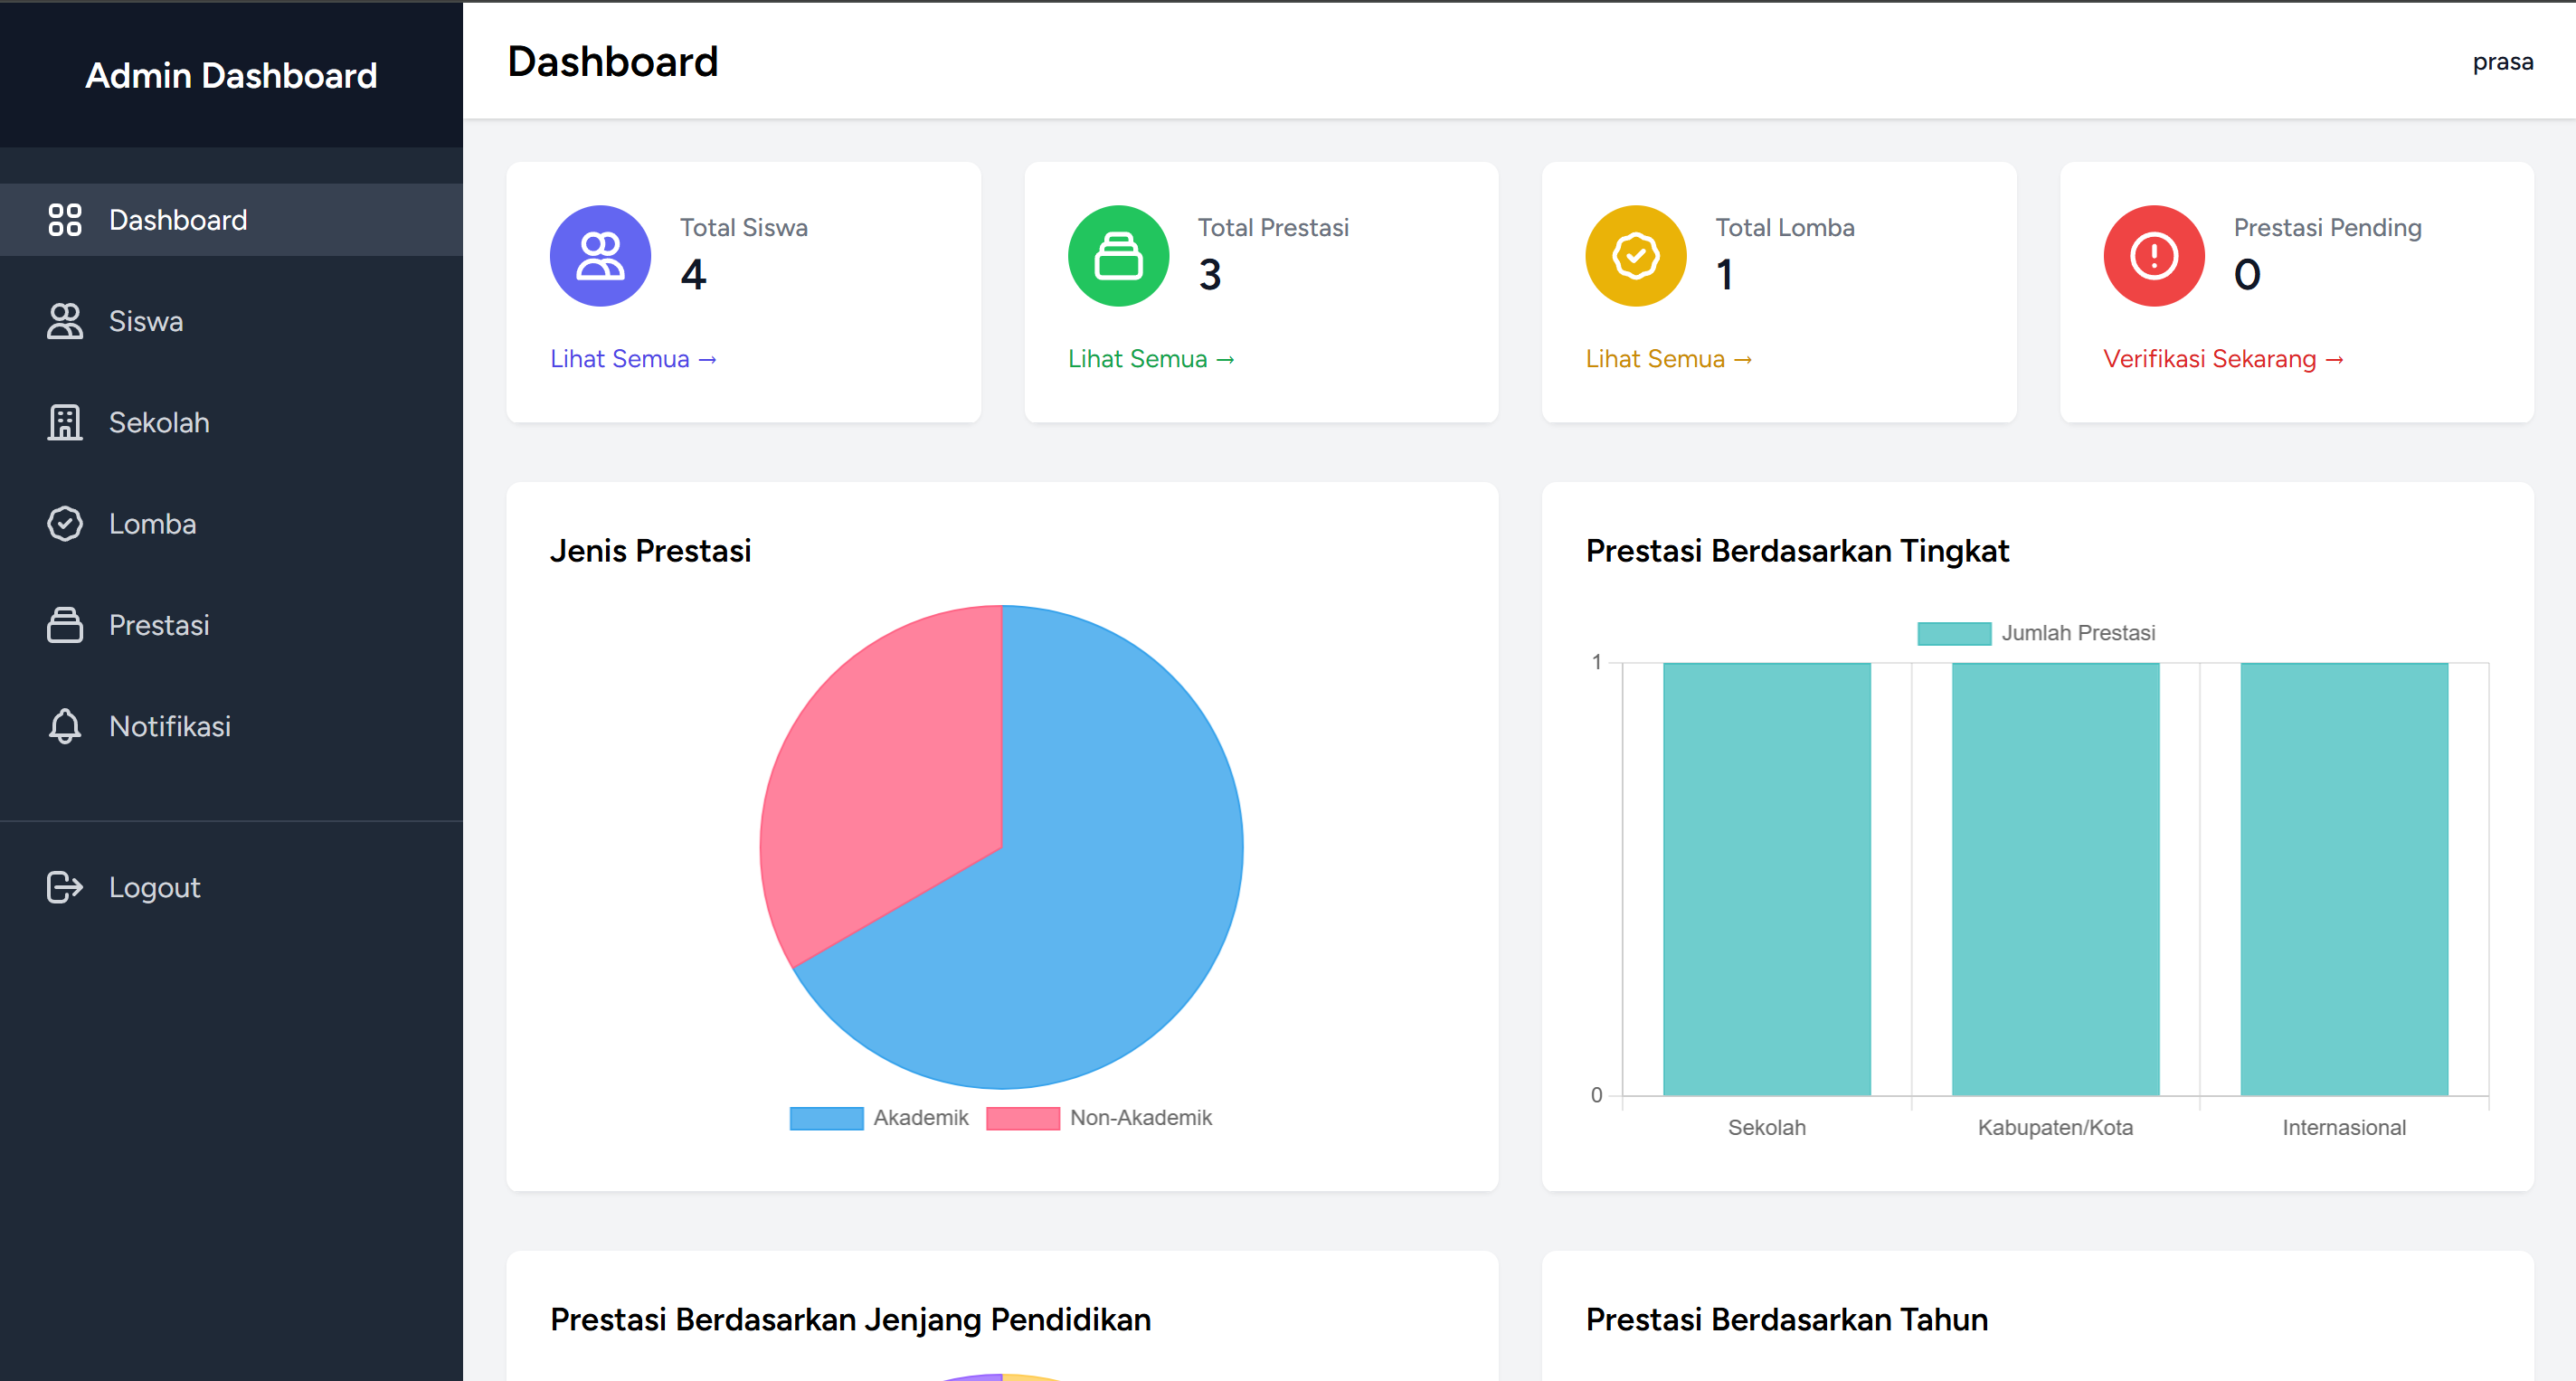 Admin Dashboard
Dashboard
Siswa
Sekolah
Lomba
Prestasi
Notifikasi
Logout
Dashboard
prasa
Total Siswa
4
Lihat Semua →
Total Prestasi
3
Lihat Semua →
Total Lomba
1
Lihat Semua →
Prestasi Pending
0
Verifikasi Sekarang →
Jenis Prestasi
Akademik
Non-Akademik
Prestasi Berdasarkan Tingkat
Jumlah Prestasi
1
0
Sekolah
Kabupaten/Kota
Internasional
Prestasi Berdasarkan Jenjang Pendidikan
Prestasi Berdasarkan Tahun